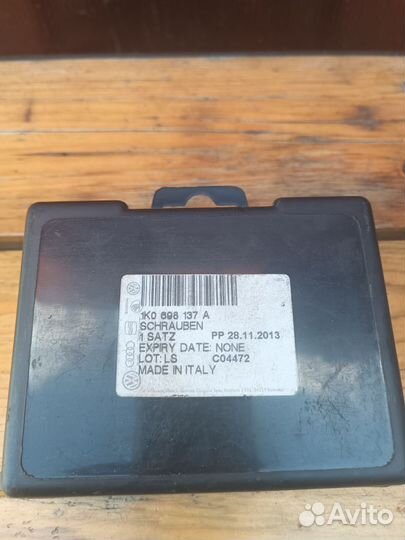 1K0 698 137 A
SCHRAUBEN
1 SATZ PP 28.11.2013
EXPIRY DATE: NONE
LOT: LS C04472
MADE IN ITALY
Avito